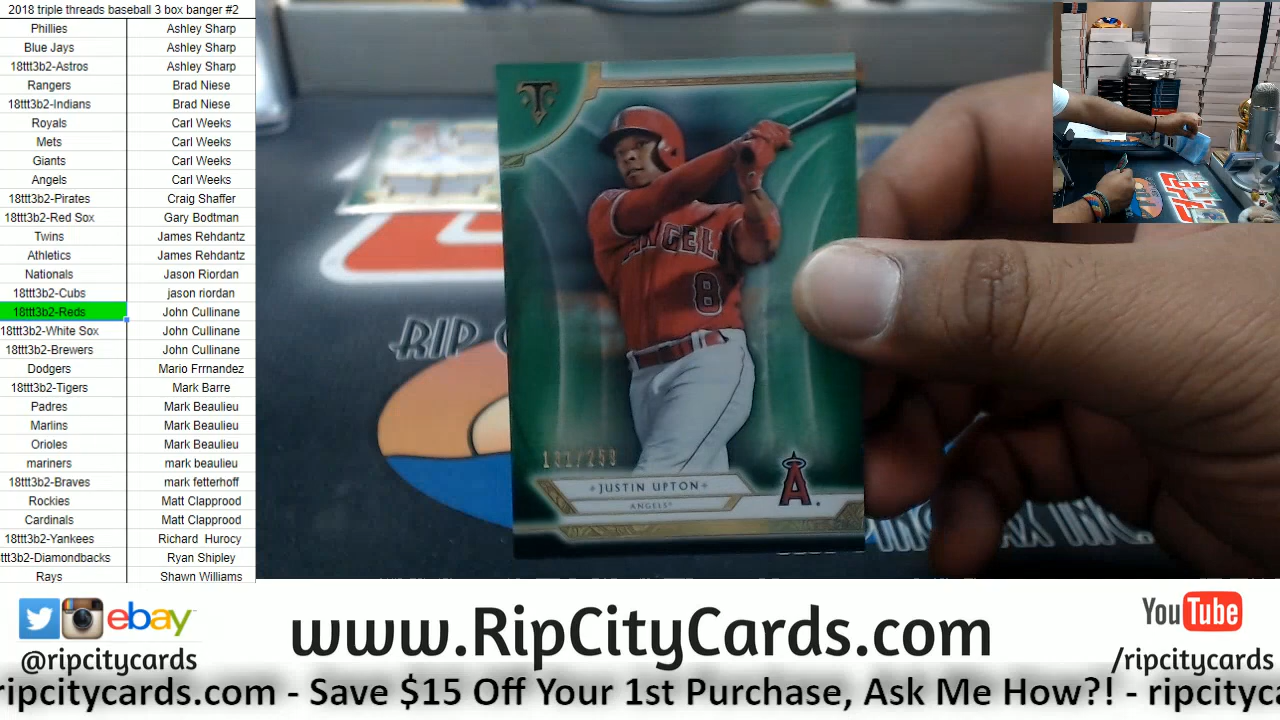 2018 triple threads baseball 3 box banger #2
Phillies Ashley Sharp
Blue Jays Ashley Sharp
18ttt3b2-Astros Ashley Sharp
Rangers Brad Niese
18ttt3b2-Indians Brad Niese
Royals Carl Weeks
Mets Carl Weeks
Giants Carl Weeks
Angels Carl Weeks
18ttt3b2-Pirates Craig Shaffer
18ttt3b2-Red Sox Gary Bodtman
Twins James Rehdantz
Athletics James Rehdantz
Nationals Jason Riordan
18ttt3b2-Cubs jason riordan
18ttt3b2-Reds John Cullinane
18ttt3b2-White Sox John Cullinane
18ttt3b2-Brewers John Cullinane
Dodgers Mario Frrnandez
18ttt3b2-Tigers Mark Barre
Padres Mark Beaulieu
Marlins Mark Beaulieu
Orioles Mark Beaulieu
mariners mark beaulieu
18ttt3b2-Braves mark fetterhoff
Rockies Matt Clapprood
Cardinals Matt Clapprood
18ttt3b2-Yankees Richard Hurocy
ttt3b2-Diamondbacks Ryan Shipley
Rays Shawn Williams
T
ANGEL
8
RIP
/253
JUSTIN UPTON
ANGELS
A
ebay
@ripcitycards
www.RipCityCards.com
YouTube
/ripcitycards
ripcitycards.com - Save $15 Off Your 1st Purchase, Ask Me How?! - ripcityca